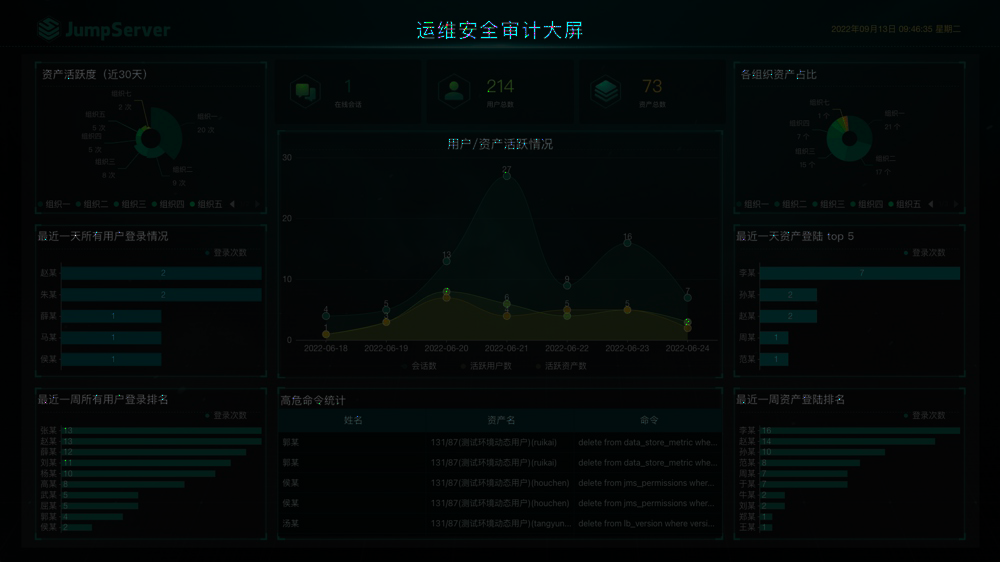 JumpServer
运维安全审计大屏
2022年09月13日 09:46:35 星期二
资产活跃度（近30天）
组织七
2 次
组织五
5 次
组织四
组织三
组织一
20 次
组织二
9 次
组织一 组织二 组织三 组织四 组织五
1
在线会话
214
用户总数
73
资产总数
各组织资产占比
组织七
1 个
组织四
组织三
组织一
21 个
组织二
组织一 组织二 组织三 组织四 组织五
用户/资产活跃情况
30
20
10
0
4 5 13 27 9 16 7
2022-06-18 2022-06-19 2022-06-20 2022-06-21 2022-06-22 2022-06-23 2022-06-24
会话数 活跃用户数 活跃资产数
最近一天所有用户登录情况
登录次数
赵某 2
朱某 2
薛某 1
马某 1
侯某 1
最近一天资产登陆 top 5
登录次数
李某 7
孙某 2
赵某 2
周某 1
范某 1
最近一周所有用户登录排名
登录次数
张某 13
赵某 13
薛某 12
刘某 11
杨某 10
周某 8
武某 5
屈某 5
郭某 4
侯某 2
高危命令统计
姓名 资产名 命令
郭某 131/87(测试环境动态用户)(ruikai) delete from data_store_metric whe...
郭某 131/87(测试环境动态用户)(ruikai) delete from data_store_metric whe...
侯某 131/87(测试环境动态用户)(houchen) delete from jms_permissions wher...
侯某 131/87(测试环境动态用户)(houchen) delete from jms_permissions wher...
汤某 131/87(测试环境动态用户)(tangyun... delete from lb_version where versi...
最近一周资产登陆排名
登录次数
李某 16
赵某 14
孙某 10
范某 8
周某 7
于某 7
牛某 2
刘某 2
郑某 1
王某 1